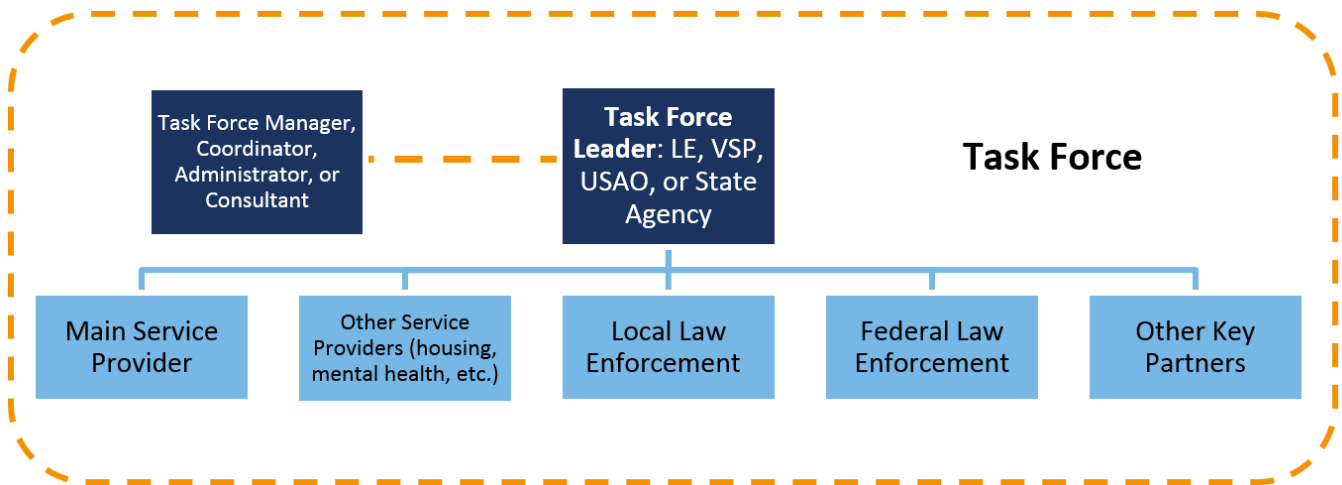 Task Force Manager,
Coordinator,
Administrator, or
Consultant
Task Force
Leader: LE, VSP,
USAO, or State
Agency
Task Force
Main Service
Provider
Other Service
Providers (housing,
mental health, etc.)
Local Law
Enforcement
Federal Law
Enforcement
Other Key
Partners